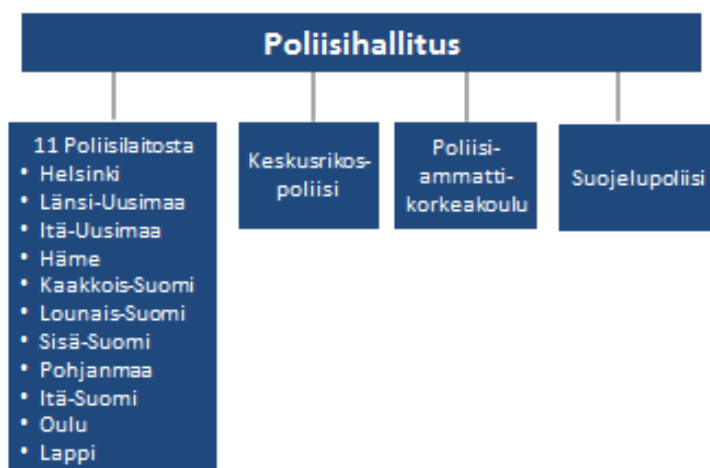 Poliisihallitus
11 Poliisilaitosta
• Helsinki
• Länsi-Uusimaa
• Itä-Uusimaa
• Häme
• Kaakkois-Suomi
• Lounais-Suomi
• Sisä-Suomi
• Pohjanmaa
• Itä-Suomi
• Oulu
• Lappi
Keskusrikos-
poliisi
Poliisi-
ammatti-
korkeakoulu
Suojelupoliisi